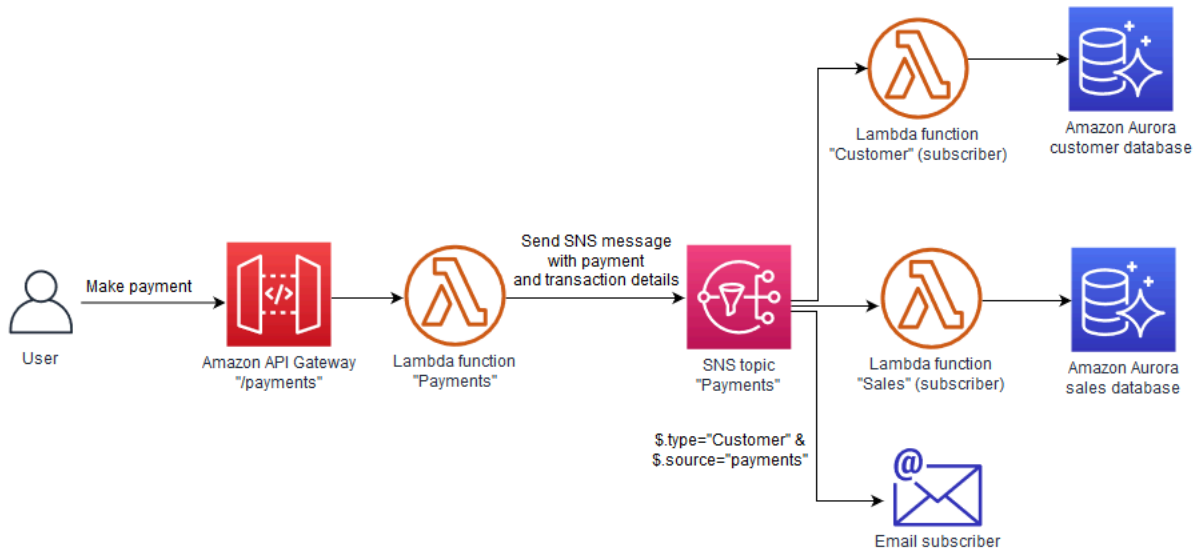 Lambda function
"Customer" (subscriber)
Amazon Aurora
customer database
Make payment
Send SNS message
with payment
and transaction details
User
Amazon API Gateway
"/payments"
Lambda function
"Payments"
SNS topic
"Payments"
Lambda function
"Sales" (subscriber)
Amazon Aurora
sales database
$.type="Customer" &
$.source="payments"
@
Email subscriber